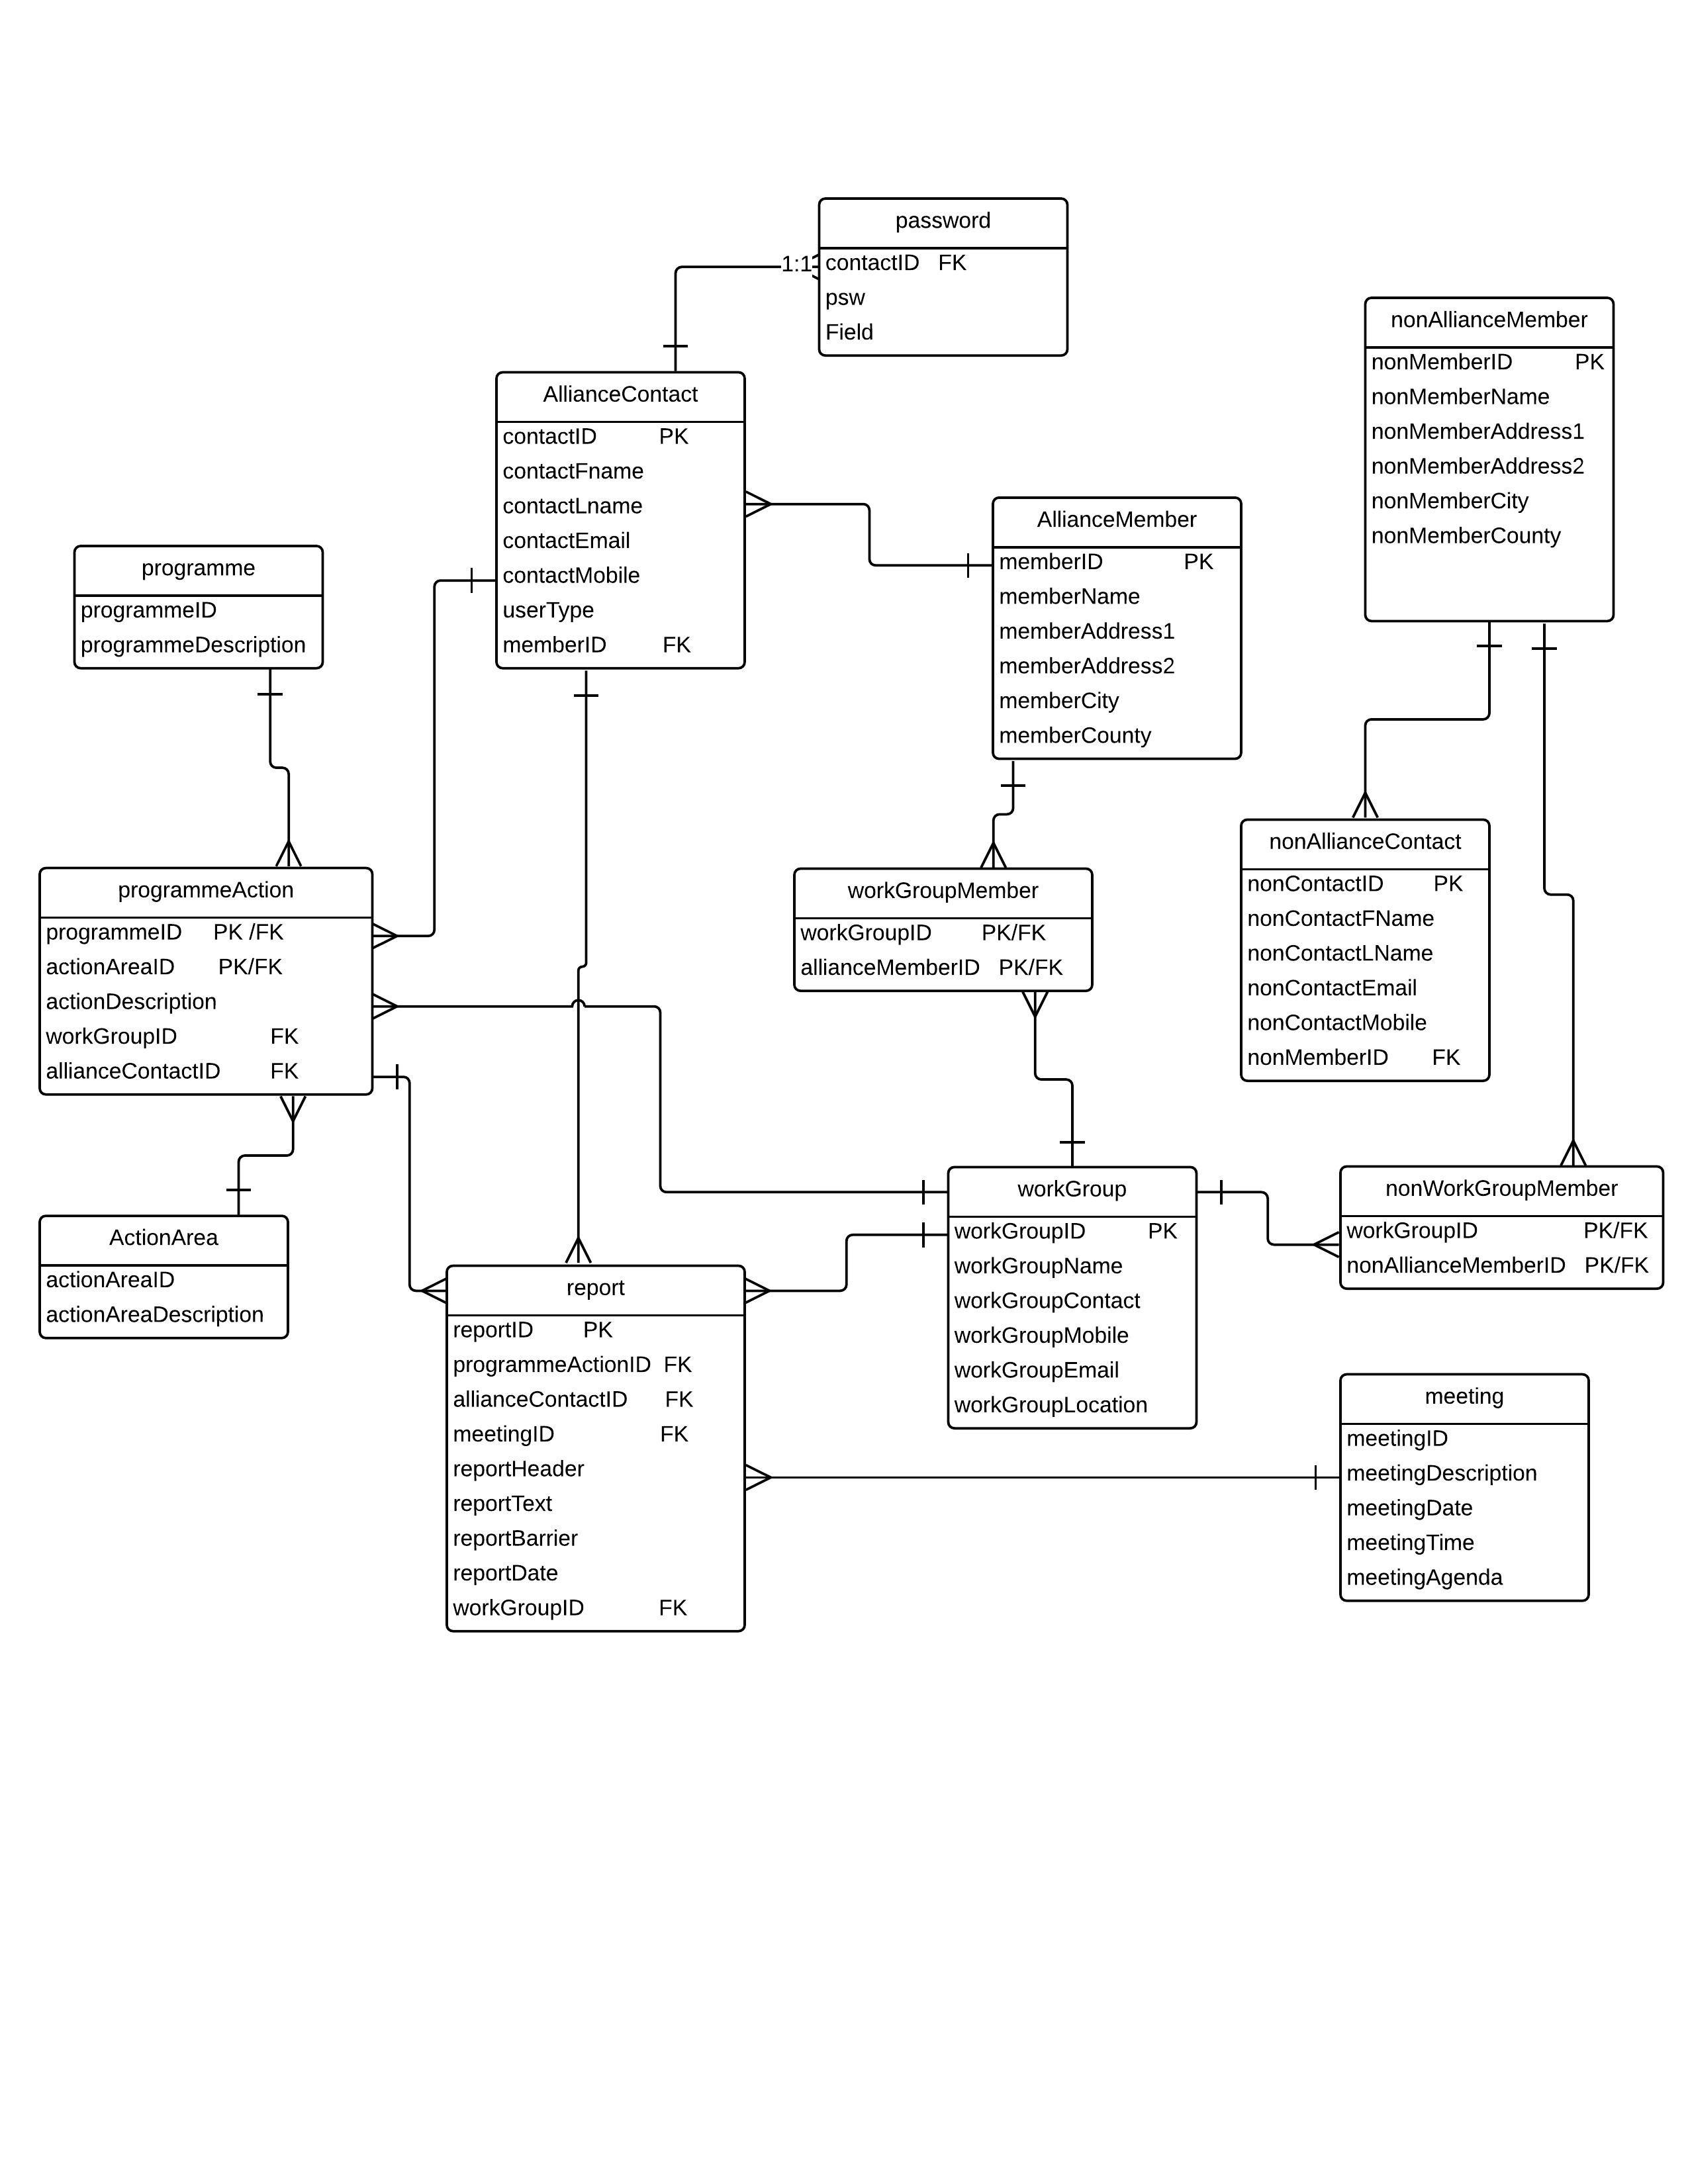 password
1:1
contactID FK
psw
Field
nonAllianceMember
nonMemberID PK
nonMemberName
nonMemberAddress1
nonMemberAddress2
nonMemberCity
nonMemberCounty
AllianceContact
contactID PK
contactFname
contactLname
contactEmail
contactMobile
userType
memberID FK
AllianceMember
memberID PK
memberName
memberAddress1
memberAddress2
memberCity
memberCounty
programme
programmeID
programmeDescription
nonAllianceContact
nonContactID PK
nonContactFName
nonContactLName
nonContactEmail
nonContactMobile
nonMemberID FK
programmeAction
programmeID PK /FK
actionAreaID PK/FK
actionDescription
workGroupID FK
allianceContactID FK
workGroupMember
workGroupID PK/FK
allianceMemberID PK/FK
workGroup
workGroupID PK
workGroupName
workGroupContact
workGroupMobile
workGroupEmail
workGroupLocation
nonWorkGroupMember
workGroupID PK/FK
nonAllianceMemberID PK/FK
ActionArea
actionAreaID
actionAreaDescription
report
reportID PK
programmeActionID FK
allianceContactID FK
meetingID FK
reportHeader
reportText
reportBarrier
reportDate
workGroupID FK
meeting
meetingID
meetingDescription
meetingDate
meetingTime
meetingAgenda